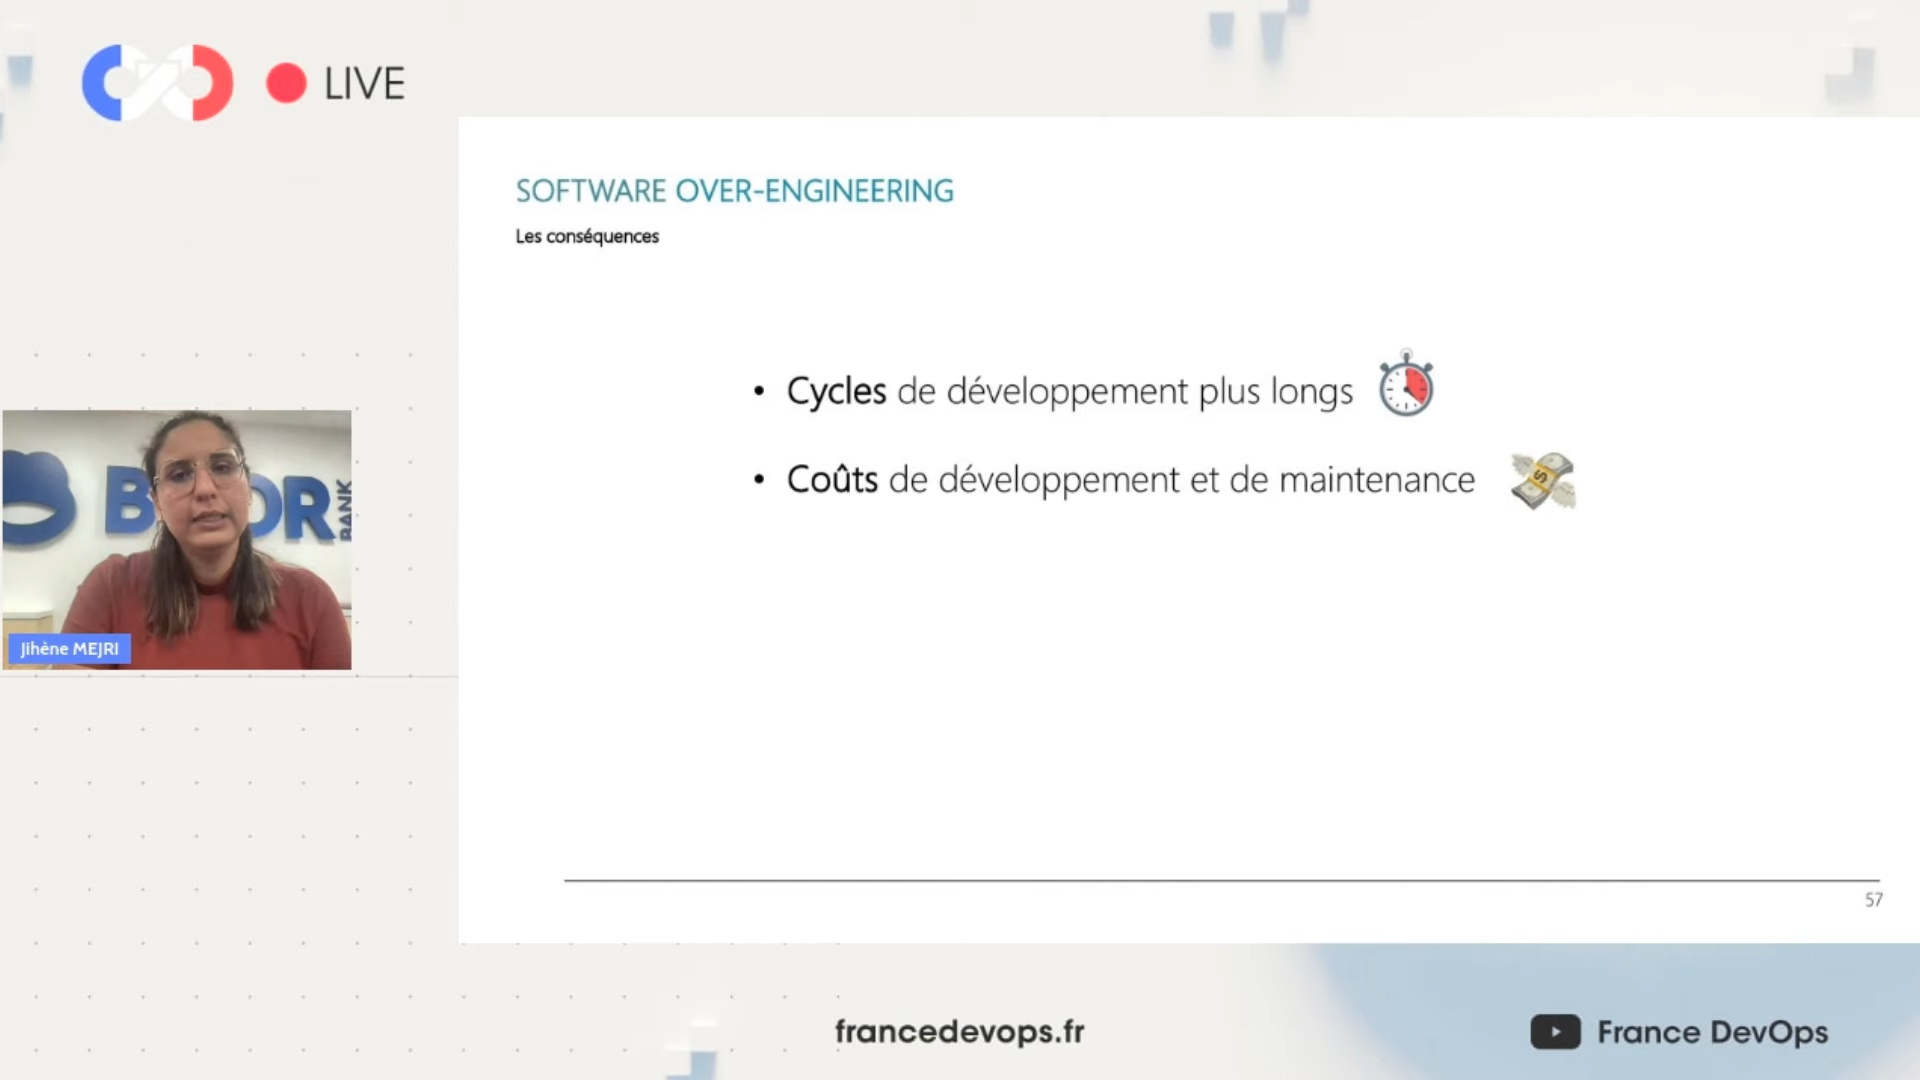 LIVE
SOFTWARE OVER-ENGINEERING
Les conséquences
• Cycles de développement plus longs
• Coûts de développement et de maintenance
BANK
Jihène MEJRI
57
francedevops.fr
France DevOps